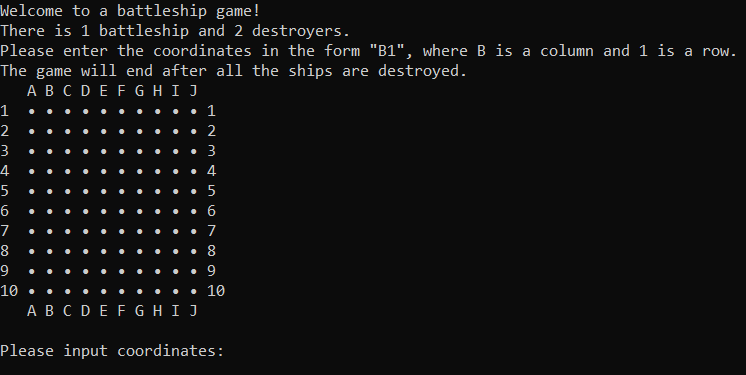 Welcome to a battleship game!
There is 1 battleship and 2 destroyers.
Please enter the coordinates in the form "B1", where B is a column and 1 is a row.
The game will end after all the ships are destroyed.
   A B C D E F G H I J
1  • • • • • • • • • • 1
2  • • • • • • • • • • 2
3  • • • • • • • • • • 3
4  • • • • • • • • • • 4
5  • • • • • • • • • • 5
6  • • • • • • • • • • 6
7  • • • • • • • • • • 7
8  • • • • • • • • • • 8
9  • • • • • • • • • • 9
10 • • • • • • • • • • 10
   A B C D E F G H I J
Please input coordinates: